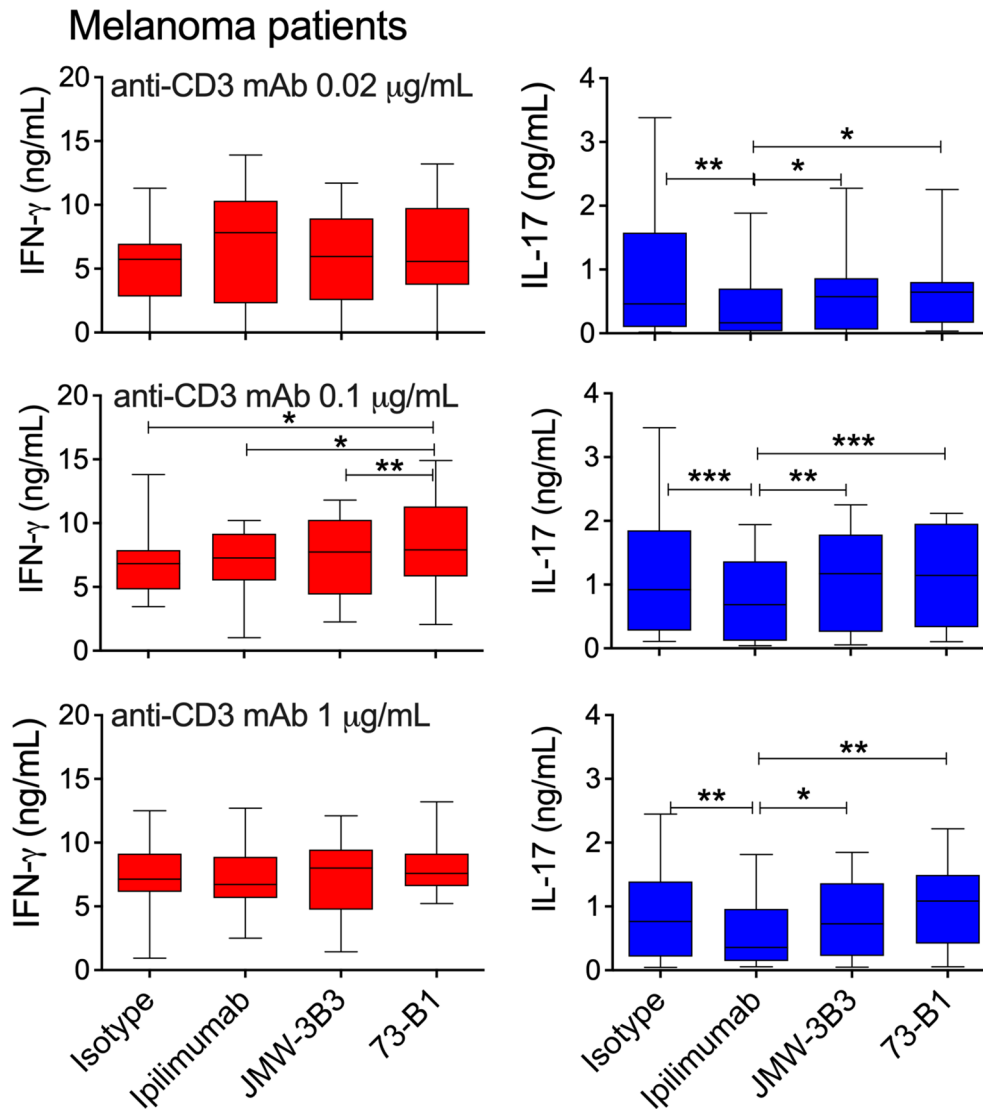 Melanoma patients
anti-CD3 mAb 0.02 μg/mL
IFN-γ (ng/mL)
20
15
10
5
0
IL-17 (ng/mL)
4
3
2
1
0
**
*
*
anti-CD3 mAb 0.1 μg/mL
IFN-γ (ng/mL)
20
15
10
5
0
*
*
**
IL-17 (ng/mL)
4
3
2
1
0
***
***
**
anti-CD3 mAb 1 μg/mL
IFN-γ (ng/mL)
20
15
10
5
0
IL-17 (ng/mL)
4
3
2
1
0
**
**
*
Isotype
Ipilimumab
JMW-3B3
73-B1
Isotype
Ipilimumab
JMW-3B3
73-B1